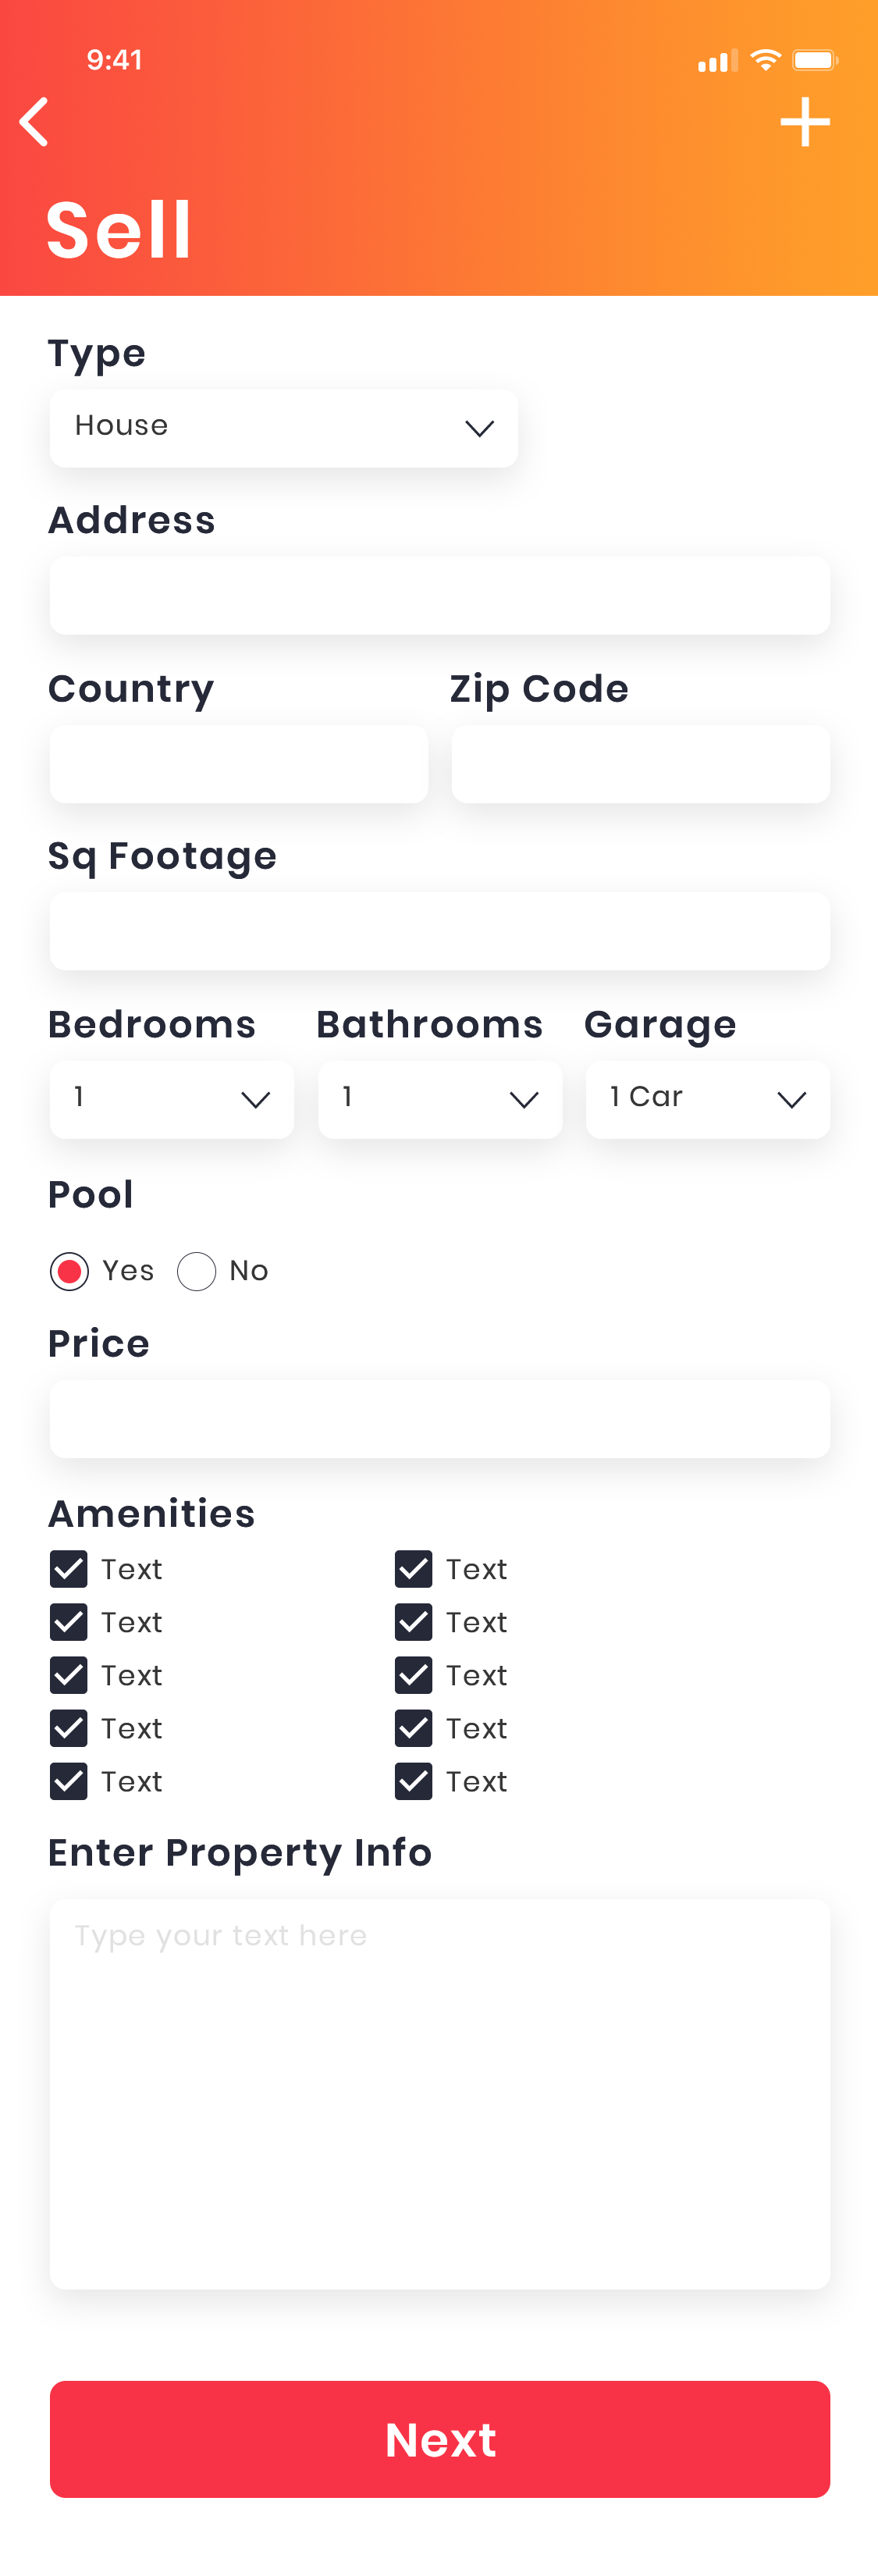 9:41
Sell
Type
House
Address
Country Zip Code
Sq Footage
Bedrooms Bathrooms Garage
1 1 1 Car
Pool
Yes No
Price
Amenities
Text Text
Text Text
Text Text
Text Text
Text Text
Enter Property Info
Type your text here
Next